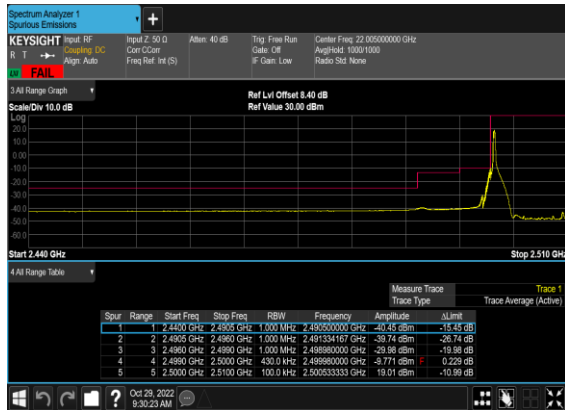 Spectrum Analyzer 1
Spurious Emissions
+
KEYSIGHT Input: RF Input Z: 50 Ω Atten: 40 dB Trig: Free Run Center Freq: 22.005000000 GHz
R T Coupling: DC Corr CCorr Gate: Off Avg|Hold: 1000/1000
Align: Auto Freq Ref: Int (S) IF Gain: Low Radio Std: None
LW FAIL
3 All Range Graph
Ref Lvl Offset 8.40 dB
Scale/Div 10.0 dB Ref Value 30.00 dBm
Log
20.0
10.0
0.00
-10.0
-20.0
-30.0
-40.0
-50.0
-60.0
Start 2.440 GHz Stop 2.510 GHz
4 All Range Table
Measure Trace Trace 1
Trace Type Trace Average (Active)
Spur Range Start Freq Stop Freq RBW Frequency Amplitude ΔLimit
1 1 2.4400 GHz 2.4905 GHz 1.000 MHz 2.490500000 GHz -40.45 dBm -15.45 dB
2 2 2.4905 GHz 2.4960 GHz 1.000 MHz 2.491334167 GHz -39.74 dBm -26.74 dB
3 3 2.4960 GHz 2.4990 GHz 1.000 MHz 2.498980000 GHz -29.98 dBm -19.98 dB
4 4 2.4990 GHz 2.5000 GHz 430.0 kHz 2.499980000 GHz -9.771 dBm F 0.229 dB
5 5 2.5000 GHz 2.5100 GHz 100.0 kHz 2.500533333 GHz 19.01 dBm -10.99 dB
?
Oct 29, 2022
9:30:23 AM